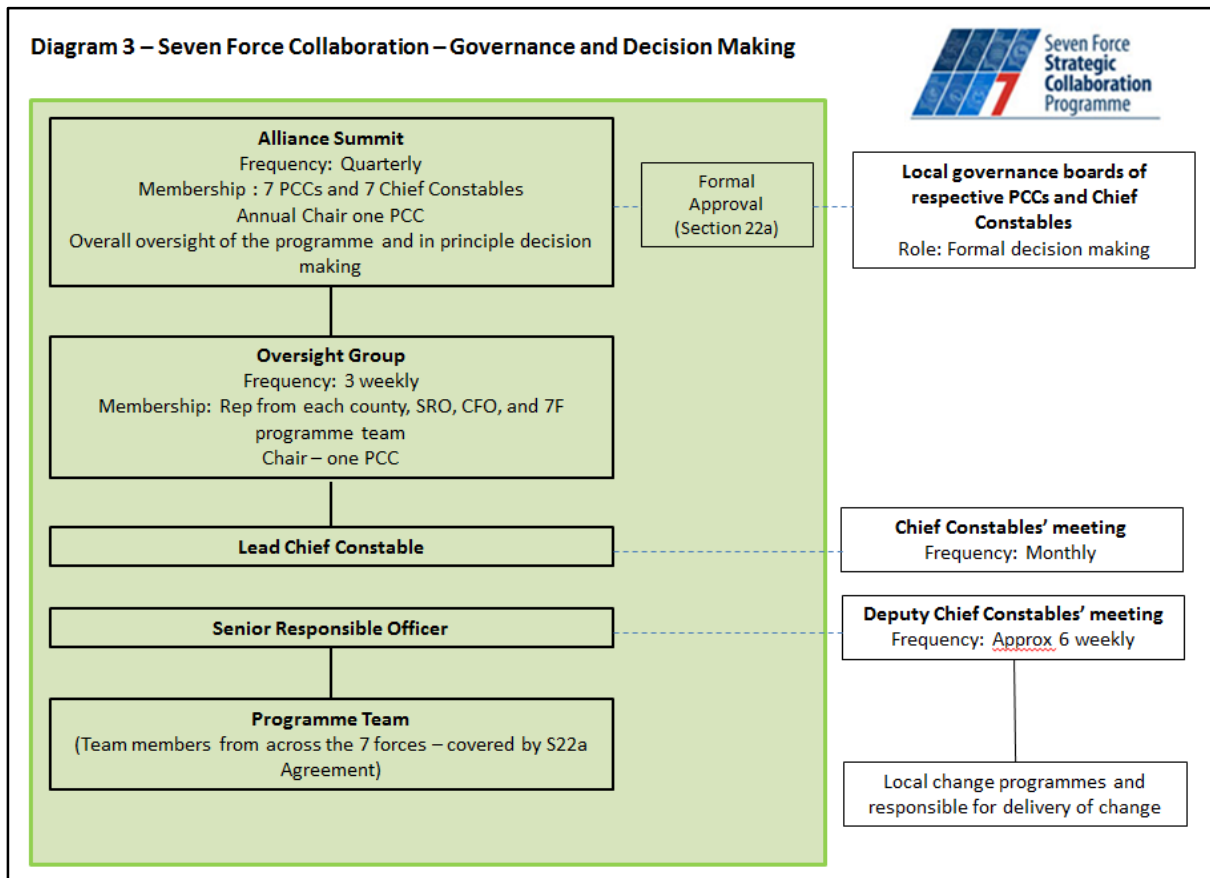 Diagram 3 – Seven Force Collaboration – Governance and Decision Making
Seven Force
Strategic
Collaboration
Programme
7
Alliance Summit
Frequency: Quarterly
Membership : 7 PCCs and 7 Chief Constables
Annual Chair one PCC
Overall oversight of the programme and in principle decision
making
Formal
Approval
(Section 22a)
Local governance boards of
respective PCCs and Chief
Constables
Role: Formal decision making
Oversight Group
Frequency: 3 weekly
Membership: Rep from each county, SRO, CFO, and 7F
programme team
Chair – one PCC
Lead Chief Constable
Chief Constables’ meeting
Frequency: Monthly
Senior Responsible Officer
Deputy Chief Constables’ meeting
Frequency: Approx 6 weekly
Programme Team
(Team members from across the 7 forces – covered by S22a
Agreement)
Local change programmes and
responsible for delivery of change